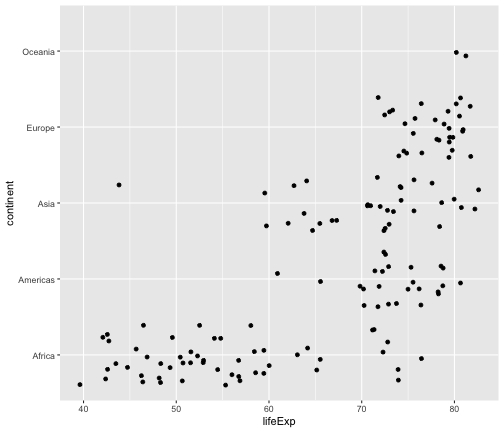 Oceania
Europe
Asia
Americas
Africa
continent
40 50 60 70 80
lifeExp